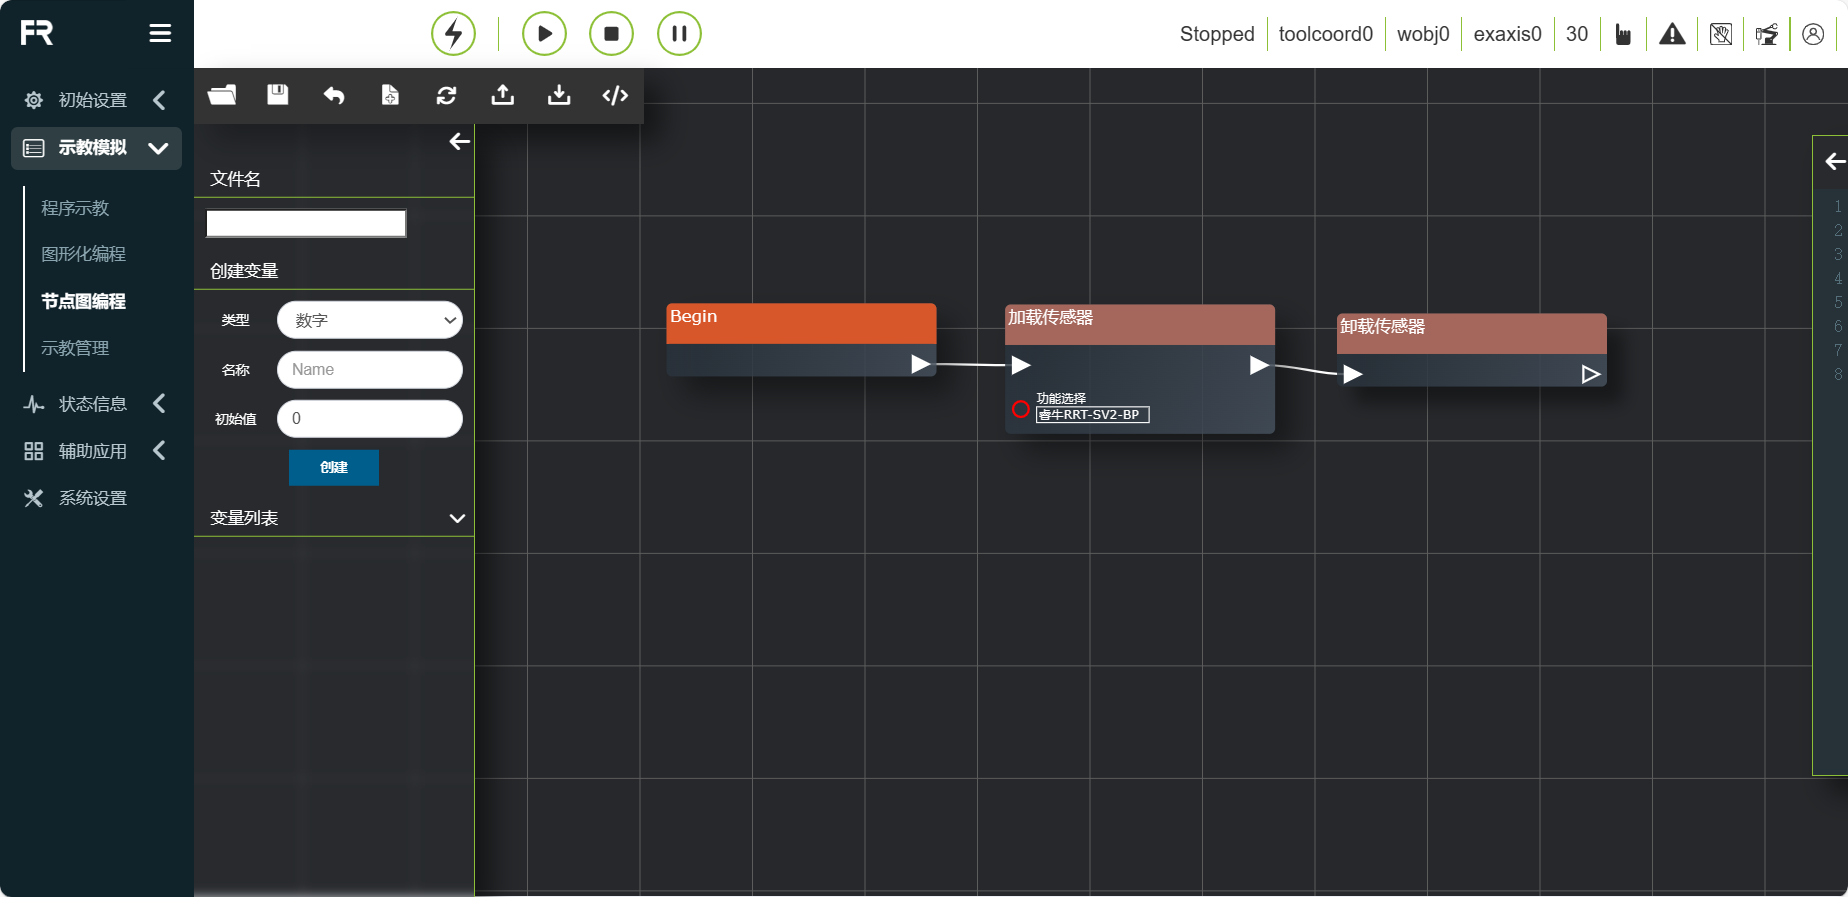 FR
Stopped
toolcoord0
wobj0
exaxis0
30
初始设置
示教模拟
程序示教
图形化编程
节点图编程
示教管理
状态信息
辅助应用
系统设置
文件名
创建变量
类型
数字
名称
Name
初始值
0
创建
变量列表
Begin
加载传感器
功能选择
睿牛RRT-SV2-BP
卸载传感器
1
2
3
4
5
6
7
8